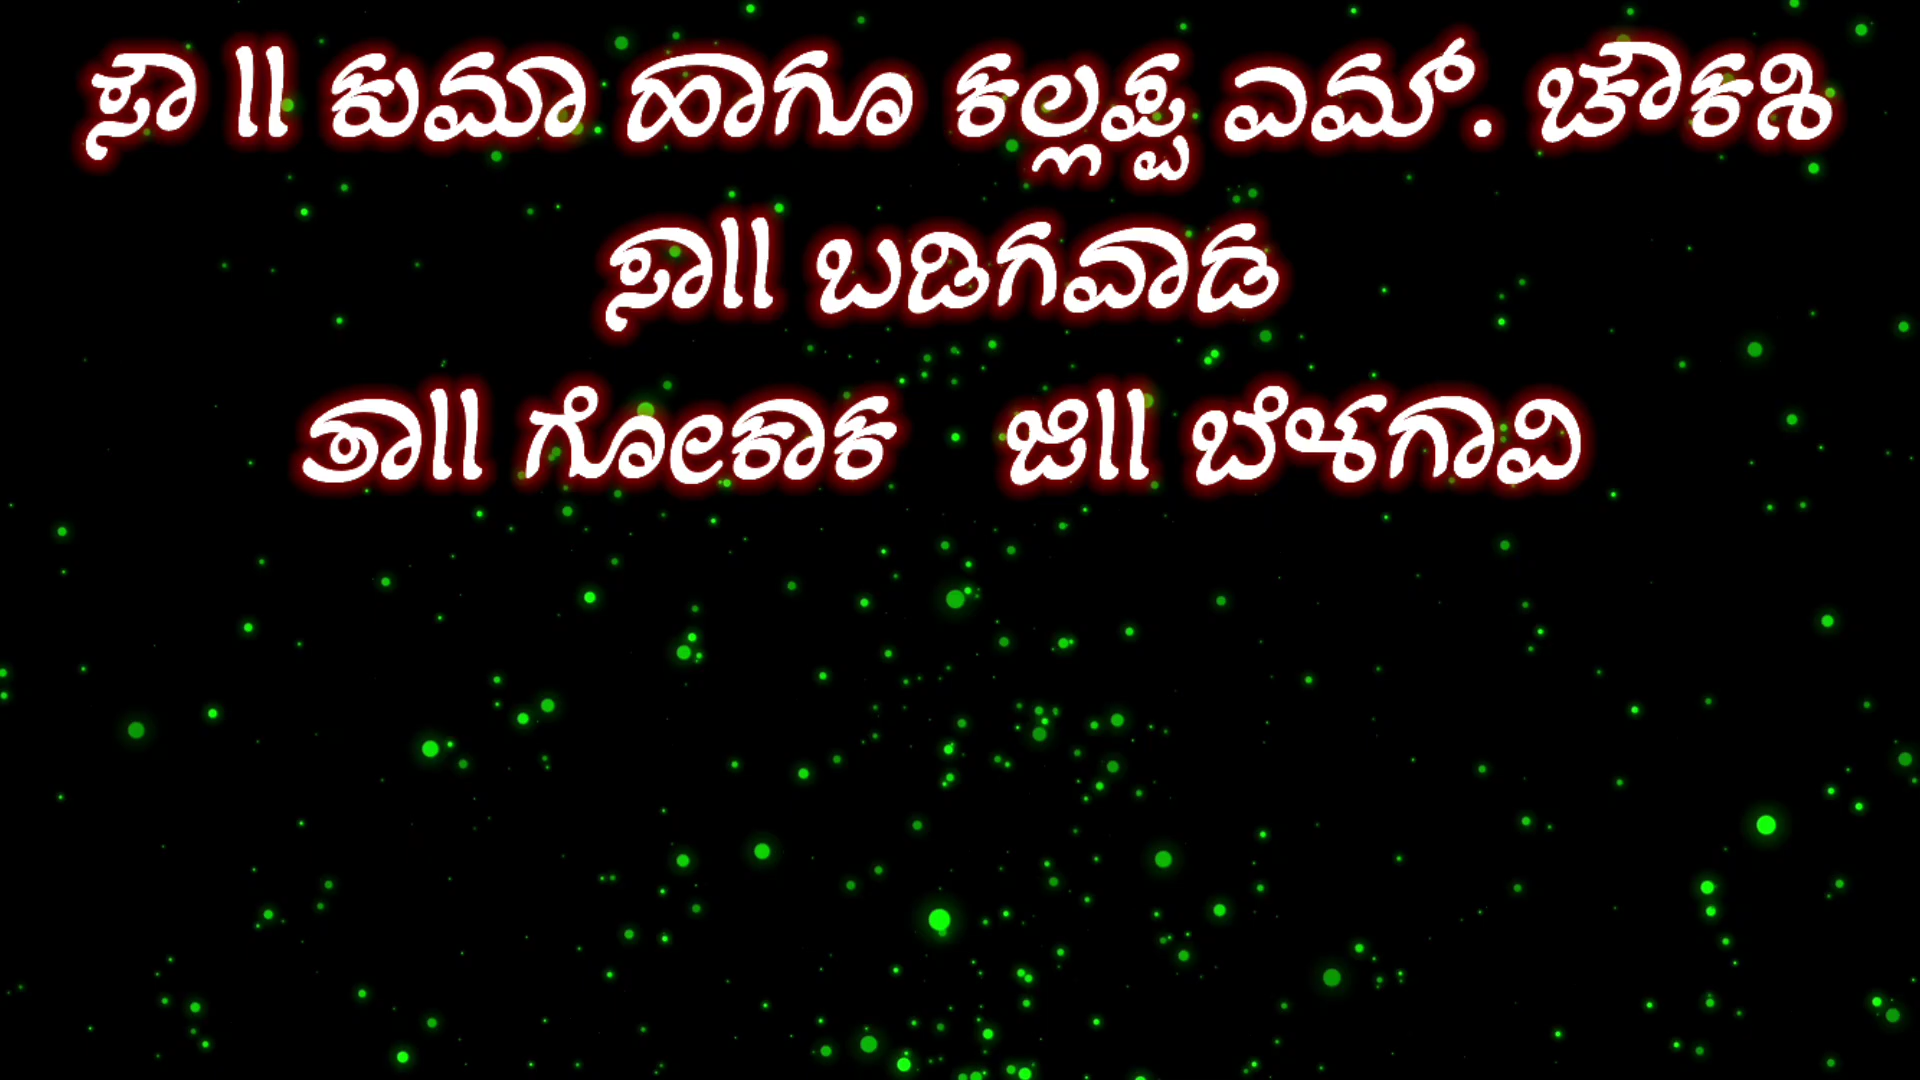 ಸೌ || ಕುಮಾ ಹಾಗೂ ಕಲ್ಲಪ್ಪ ಎಮ್. ಚೌಕಶಿ
ಸಾ|| ಬಡಿಗವಾಡ
ತಾ|| ಗೋಕಾಕ ಜಿ|| ಬೆಳಗಾವಿ